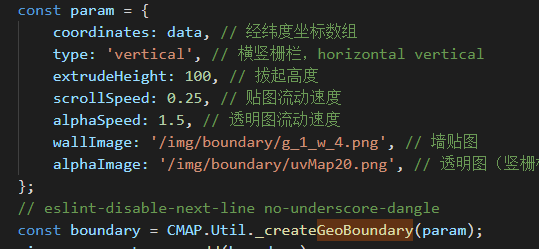 const param = {
coordinates: data, // 经纬度坐标数组
type: 'vertical', // 横竖栅栏，horizontal vertical
extrudeHeight: 100, // 拔起高度
scrollSpeed: 0.25, // 贴图流动速度
alphaSpeed: 1.5, // 透明图流动速度
wallImage: '/img/boundary/g_1_w_4.png', // 墙贴图
alphaImage: '/img/boundary/uvMap20.png', // 透明图（竖栅
};
// eslint-disable-next-line no-underscore-dangle
const boundary = CMAP.Util._createGeoBoundary(param);